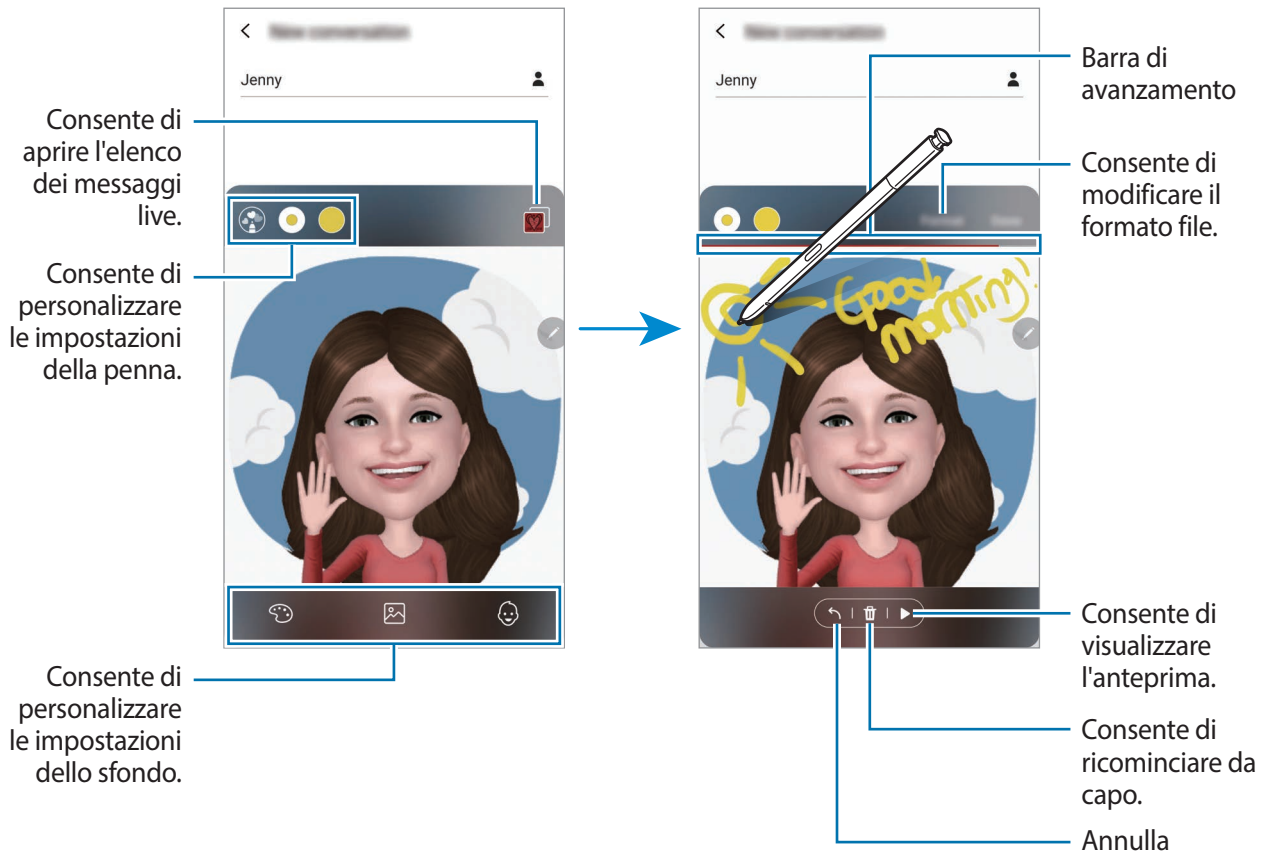 Jenny
Consente di
aprire l'elenco
dei messaggi
live.
Consente di
personalizzare
le impostazioni
della penna.
Consente di
personalizzare
le impostazioni
dello sfondo.
Jenny
Barra di
avanzamento
Consente di
modificare il
formato file.
Good
morning!
Consente di
visualizzare
l'anteprima.
Consente di
ricominciare da
capo.
Annulla